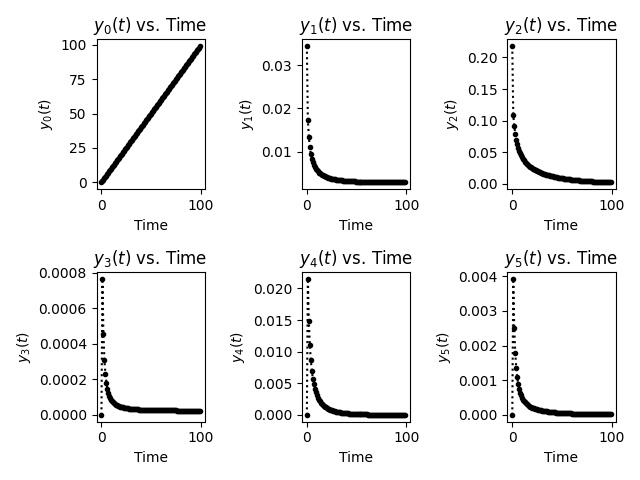 y₀(t) vs. Time
100
75
50
25
0
y₀(t)
0
100
Time
y₁(t) vs. Time
0.03
0.02
0.01
y₁(t)
0
100
Time
y₂(t) vs. Time
0.20
0.15
0.10
0.05
0.00
y₂(t)
0
100
Time
y₃(t) vs. Time
0.0008
0.0006
0.0004
0.0002
0.0000
y₃(t)
0
100
Time
y₄(t) vs. Time
0.020
0.015
0.010
0.005
0.000
y₄(t)
0
100
Time
y₅(t) vs. Time
0.004
0.003
0.002
0.001
0.000
y₅(t)
0
100
Time